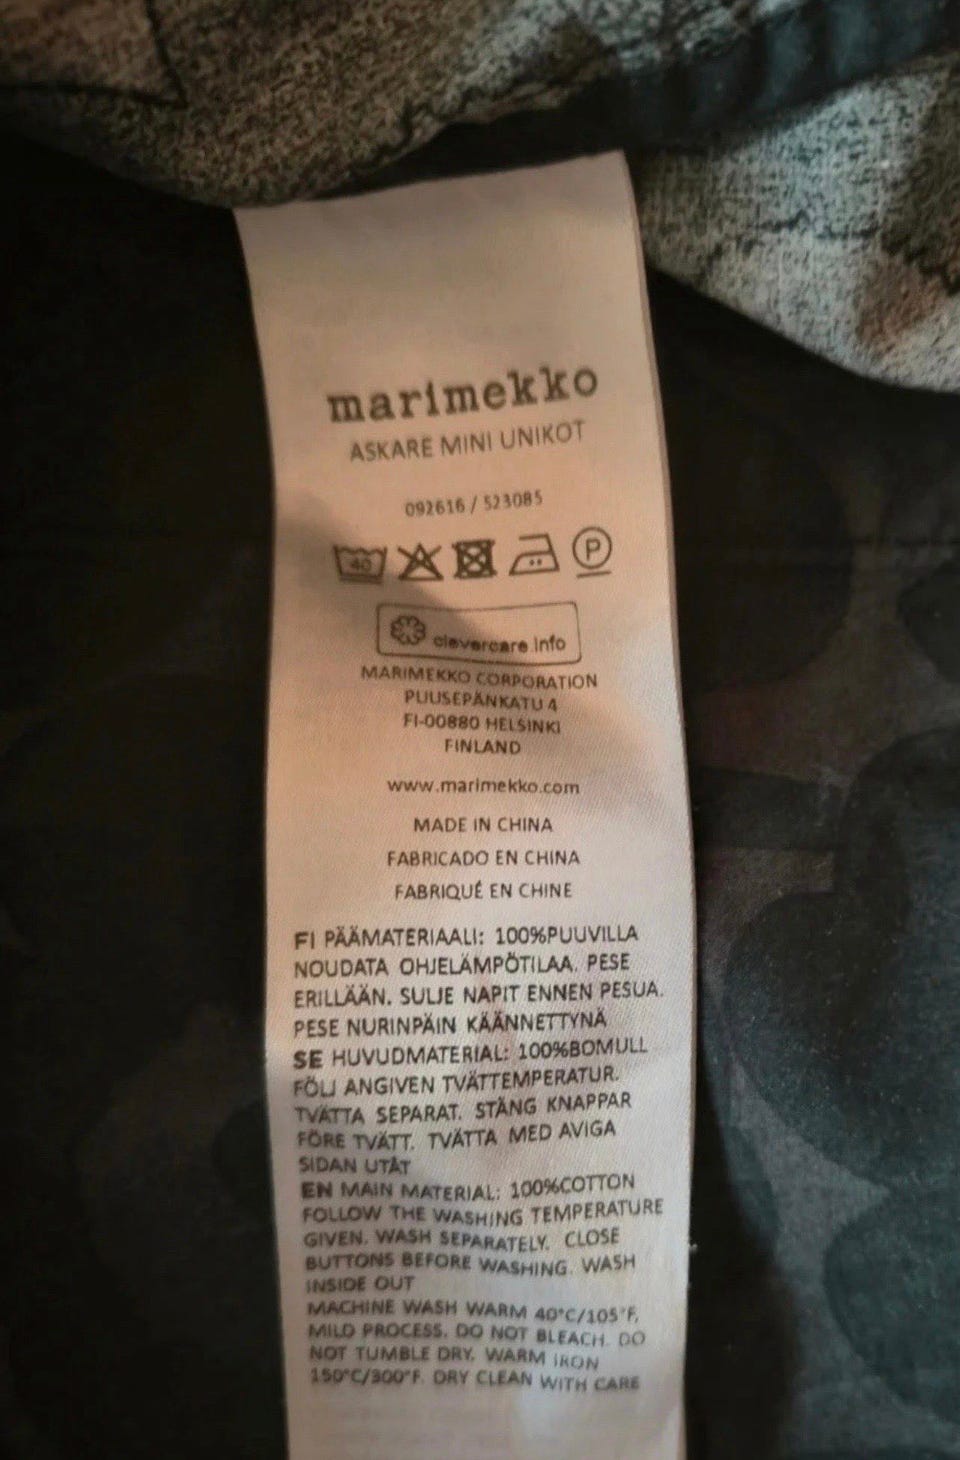 marimekko
ASKARE MINI UNIKOT
092616 / 523085
40
P
clevercare.info
MARIMEKKO CORPORATION
PUUSEPÄNKATU 4
FI-00880 HELSINKI
FINLAND
www.marimekko.com
MADE IN CHINA
FABRICADO EN CHINA
FABRIQUÉ EN CHINE
FI PÄÄMATERIAALI: 100%PUUVILLA
NOUDATA OHJELÄMPÖTILAA. PESE
ERILLÄÄN. SULJE NAPIT ENNEN PESUA.
PESE NURINPÄIN KÄÄNNETTYNÄ
SE HUVUDMATERIAL: 100%BOMULL
FÖLJ ANGIVEN TVÄTTEMPERATUR.
TVÄTTA SEPARAT. STÄNG KNAPPAR
FÖRE TVÄTT. TVÄTTA MED AVIGA
SIDAN UTÅT
EN MAIN MATERIAL: 100%COTTON
FOLLOW THE WASHING TEMPERATURE
GIVEN. WASH SEPARATELY. CLOSE
BUTTONS BEFORE WASHING. WASH
INSIDE OUT
MACHINE WASH WARM 40°C/105°F,
MILD PROCESS. DO NOT BLEACH. DO
NOT TUMBLE DRY. WARM IRON
150°C/300°F. DRY CLEAN WITH CARE